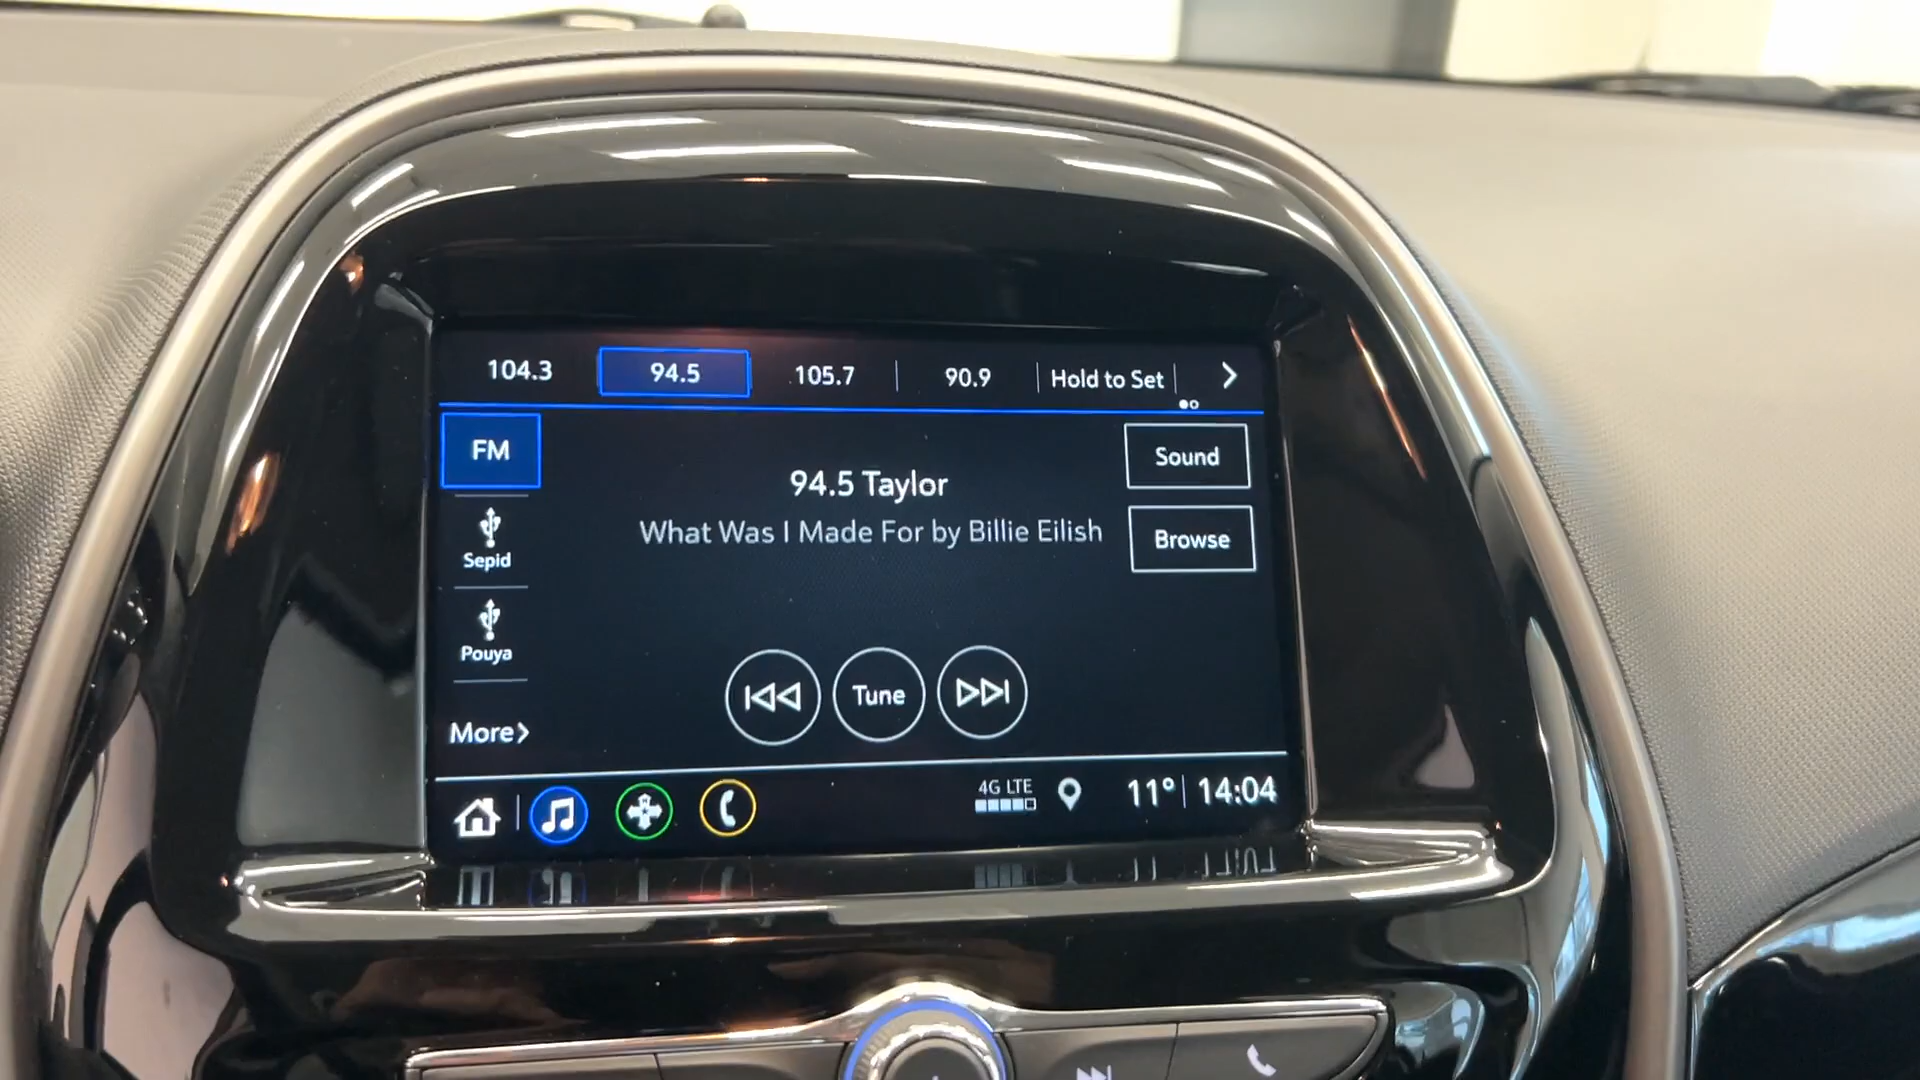 104.3 94.5 105.7 90.9 Hold to Set
FM
94.5 Taylor
What Was I Made For by Billie Eilish
Sound
Browse
Sepid
Pouya
More
Tune
4G LTE
11° 14:04